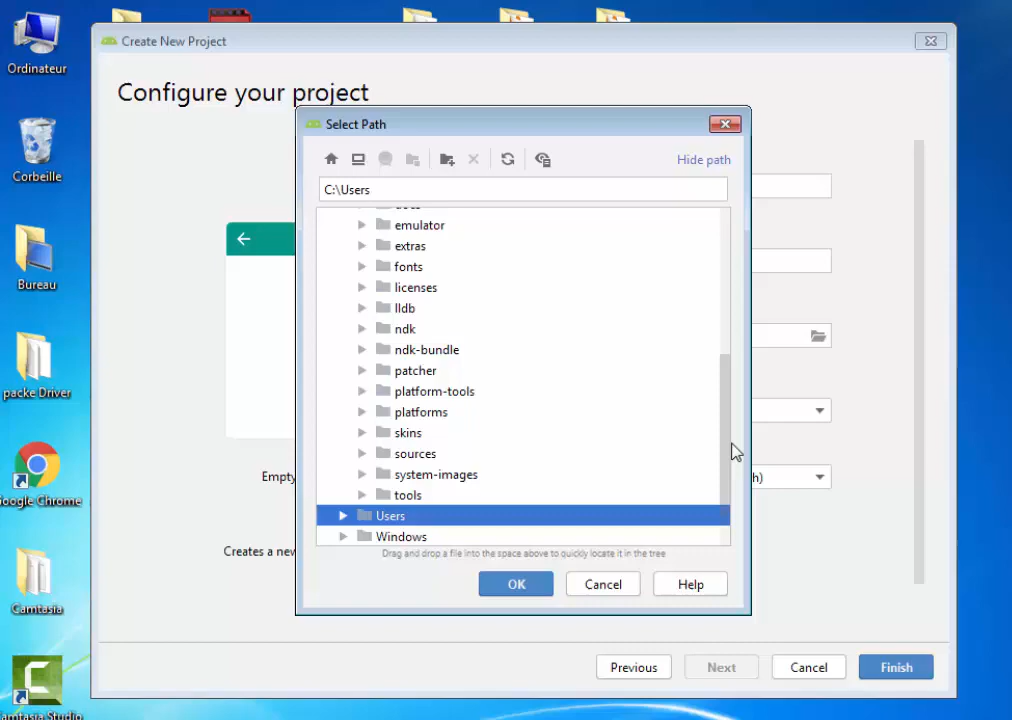 Ordinateur
Corbeille
Bureau
packe Driver
Google Chrome
Camtasia
Camtasia Studio
Create New Project
Configure your project
Empty
Creates a new
h)
Previous
Next
Cancel
Finish
Select Path
Hide path
C:\Users
emulator
extras
fonts
licenses
lldb
ndk
ndk-bundle
patcher
platform-tools
platforms
skins
sources
system-images
tools
Users
Windows
Drag and drop a file into the space above to quickly locate it in the tree
OK
Cancel
Help